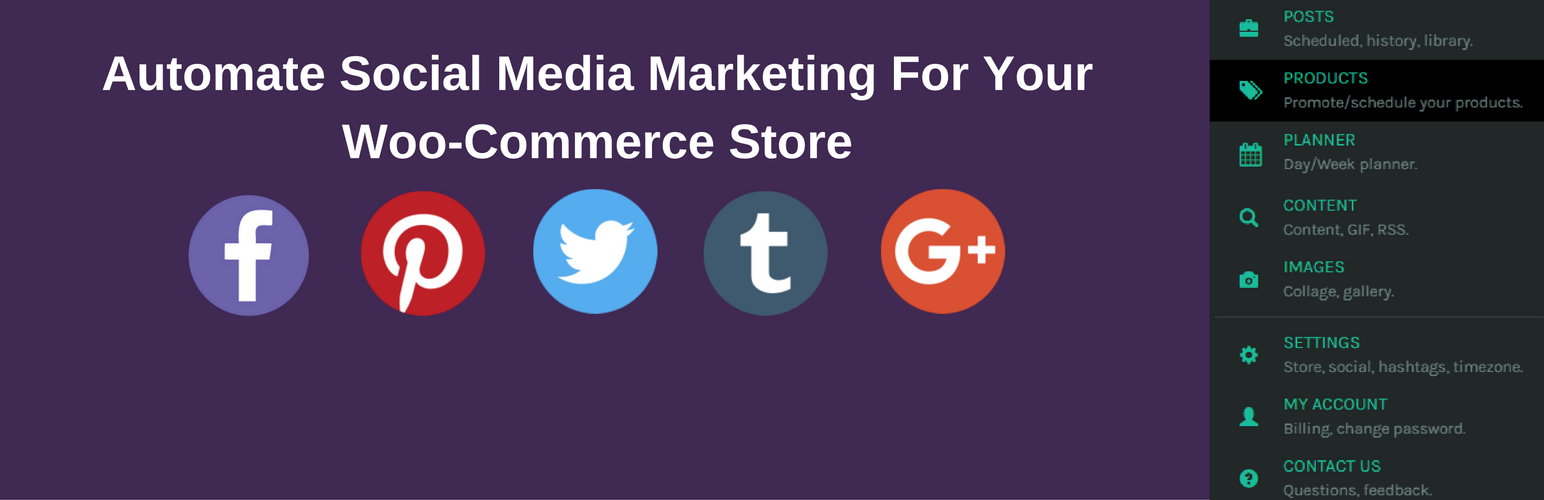 Automate Social Media Marketing For Your
Woo-Commerce Store
f
t
G+
POSTS
Scheduled, history, library.
PRODUCTS
Promote/schedule your products.
PLANNER
Day/Week planner.
CONTENT
Content, GIF, RSS.
IMAGES
Collage, gallery.
SETTINGS
Store, social, hashtags, timezone.
MY ACCOUNT
Billing, change password.
CONTACT US
Questions, feedback.